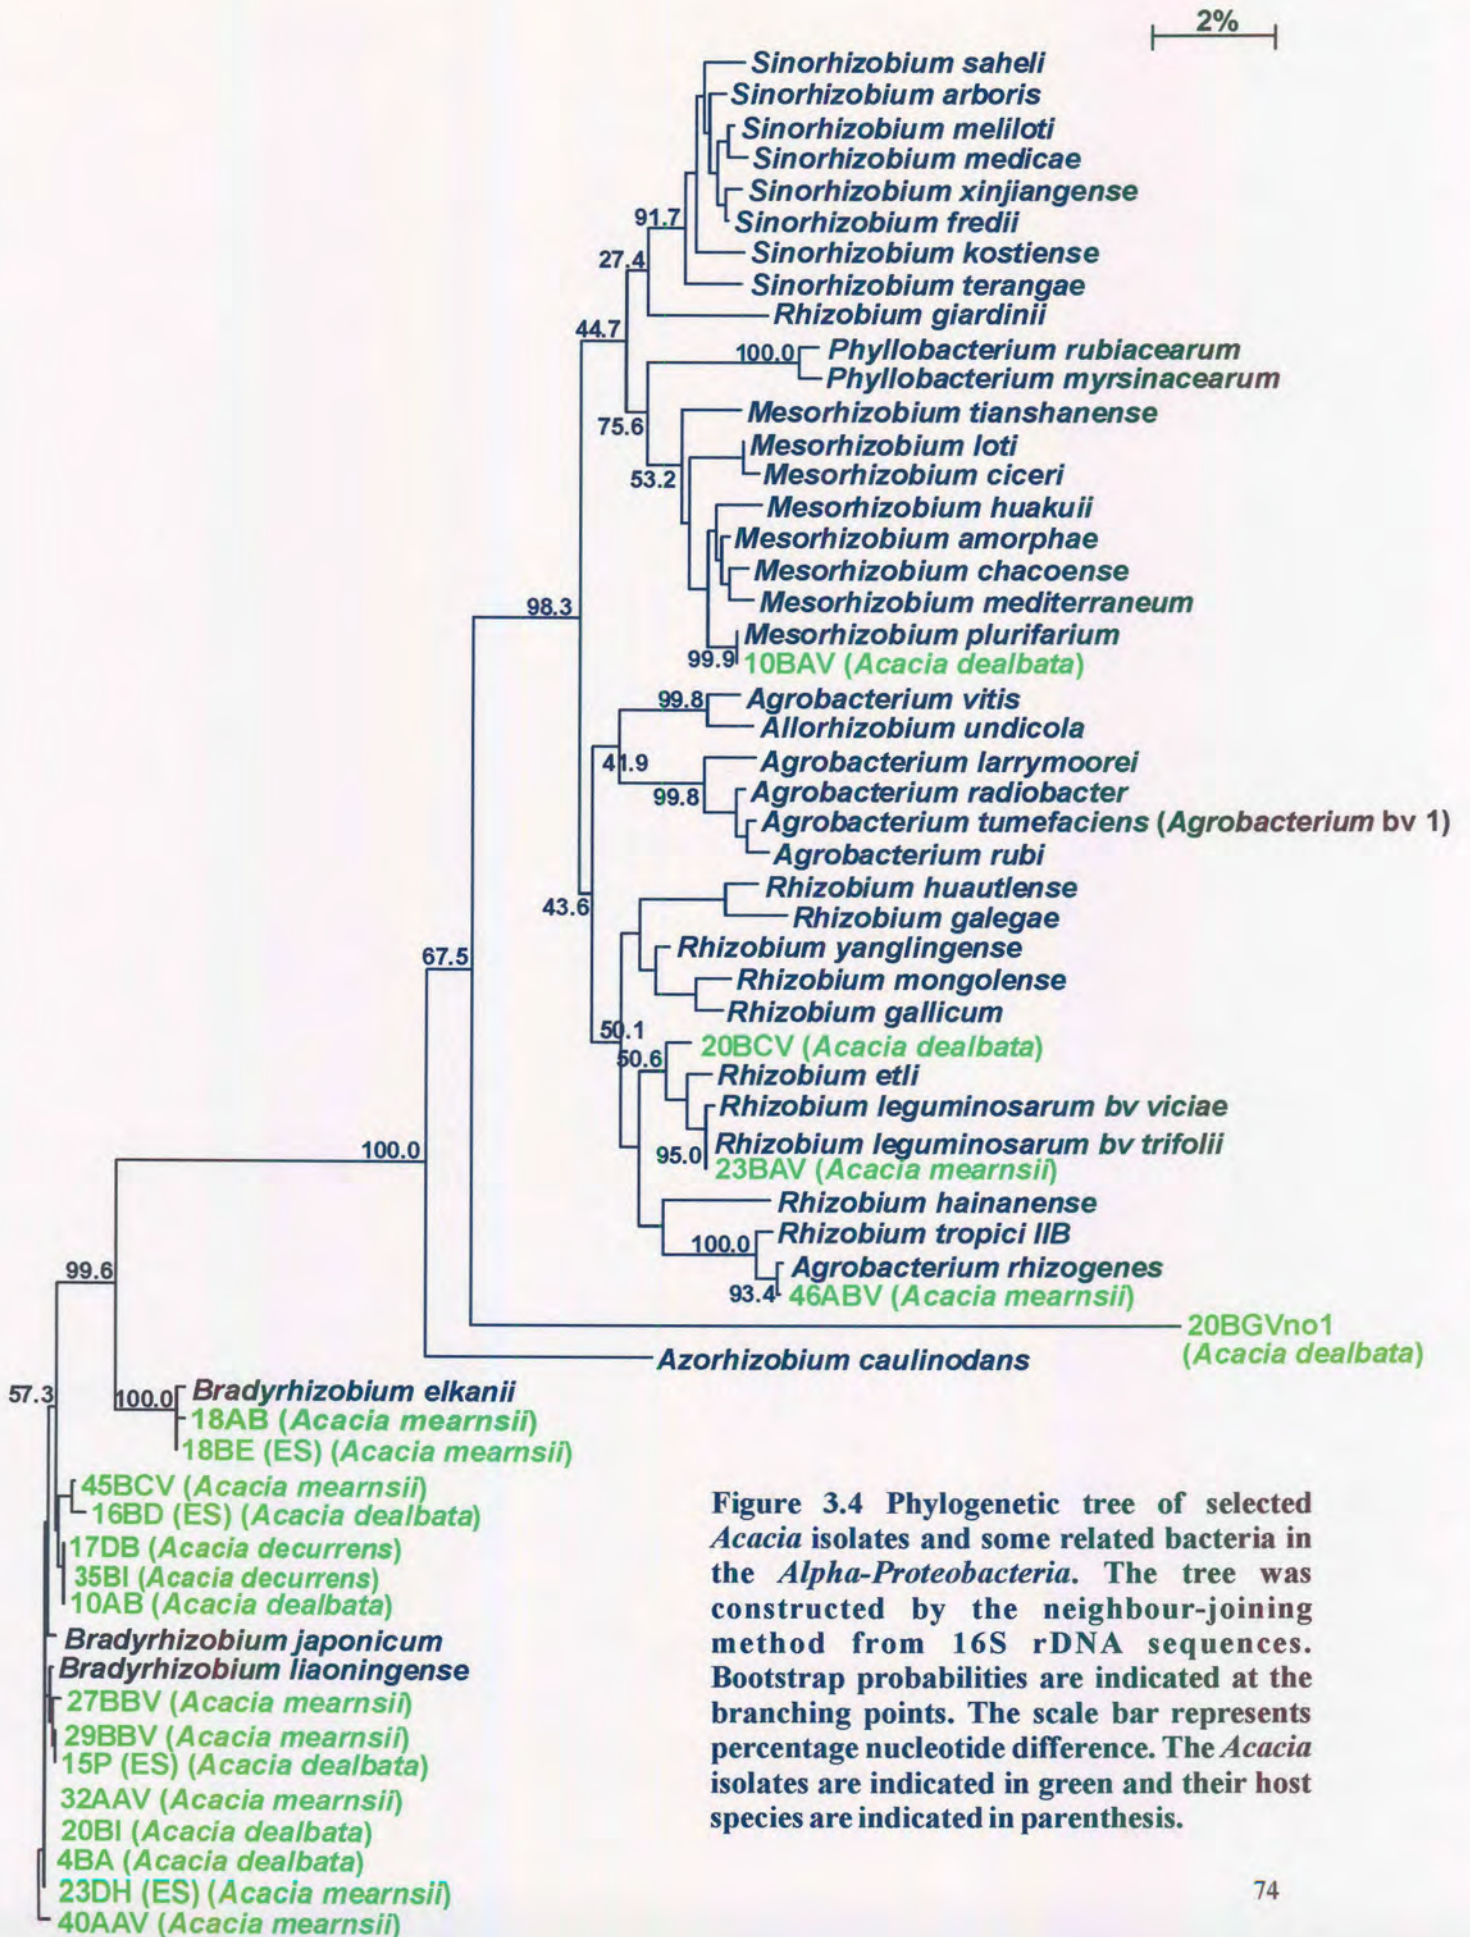 2%
Sinorhizobium saheli
Sinorhizobium arboris
Sinorhizobium meliloti
Sinorhizobium medicae
Sinorhizobium xinjiangense
91.7
Sinorhizobium fredii
Sinorhizobium kostiense
27.4
Sinorhizobium terangae
Rhizobium giardinii
44.7
100.0
Phyllobacterium rubiacearum
Phyllobacterium myrsinacearum
Mesorhizobium tianshanense
75.6
Mesorhizobium loti
Mesorhizobium ciceri
53.2
Mesorhizobium huakuii
Mesorhizobium amorphae
Mesorhizobium chacoense
Mesorhizobium mediterraneum
98.3
Mesorhizobium plurifarium
99.9
10BAV (Acacia dealbata)
99.8
Agrobacterium vitis
Allorhizobium undicola
41.9
Agrobacterium larrymoorei
99.8
Agrobacterium radiobacter
Agrobacterium tumefaciens (Agrobacterium bv 1)
Agrobacterium rubi
Rhizobium huautlense
43.6
Rhizobium galegae
Rhizobium yanglingense
67.5
Rhizobium mongolense
Rhizobium gallicum
50.1
20BCV (Acacia dealbata)
50.6
Rhizobium etli
Rhizobium leguminosarum bv viciae
Rhizobium leguminosarum bv trifolii
95.0
23BAV (Acacia mearnsii)
100.0
Rhizobium hainanense
Rhizobium tropici IIB
100.0
Agrobacterium rhizogenes
93.4
46ABV (Acacia mearnsii)
99.6
20BGVno1
(Acacia dealbata)
Azorhizobium caulinodans
57.3
100.0
Bradyrhizobium elkanii
18AB (Acacia mearnsii)
18BE (ES) (Acacia mearnsii)
45BCV (Acacia mearnsii)
16BD (ES) (Acacia dealbata)
17DB (Acacia decurrens)
35BI (Acacia decurrens)
10AB (Acacia dealbata)
Bradyrhizobium japonicum
Bradyrhizobium liaoningense
27BBV (Acacia mearnsii)
29BBV (Acacia mearnsii)
15P (ES) (Acacia dealbata)
32AAV (Acacia mearnsii)
20BI (Acacia dealbata)
4BA (Acacia dealbata)
23DH (ES) (Acacia mearnsii)
40AAV (Acacia mearnsii)
Figure 3.4 Phylogenetic tree of selected
Acacia isolates and some related bacteria in
the Alpha-Proteobacteria. The tree was
constructed by the neighbour-joining
method from 16S rDNA sequences.
Bootstrap probabilities are indicated at the
branching points. The scale bar represents
percentage nucleotide difference. The Acacia
isolates are indicated in green and their host
species are indicated in parenthesis.
74